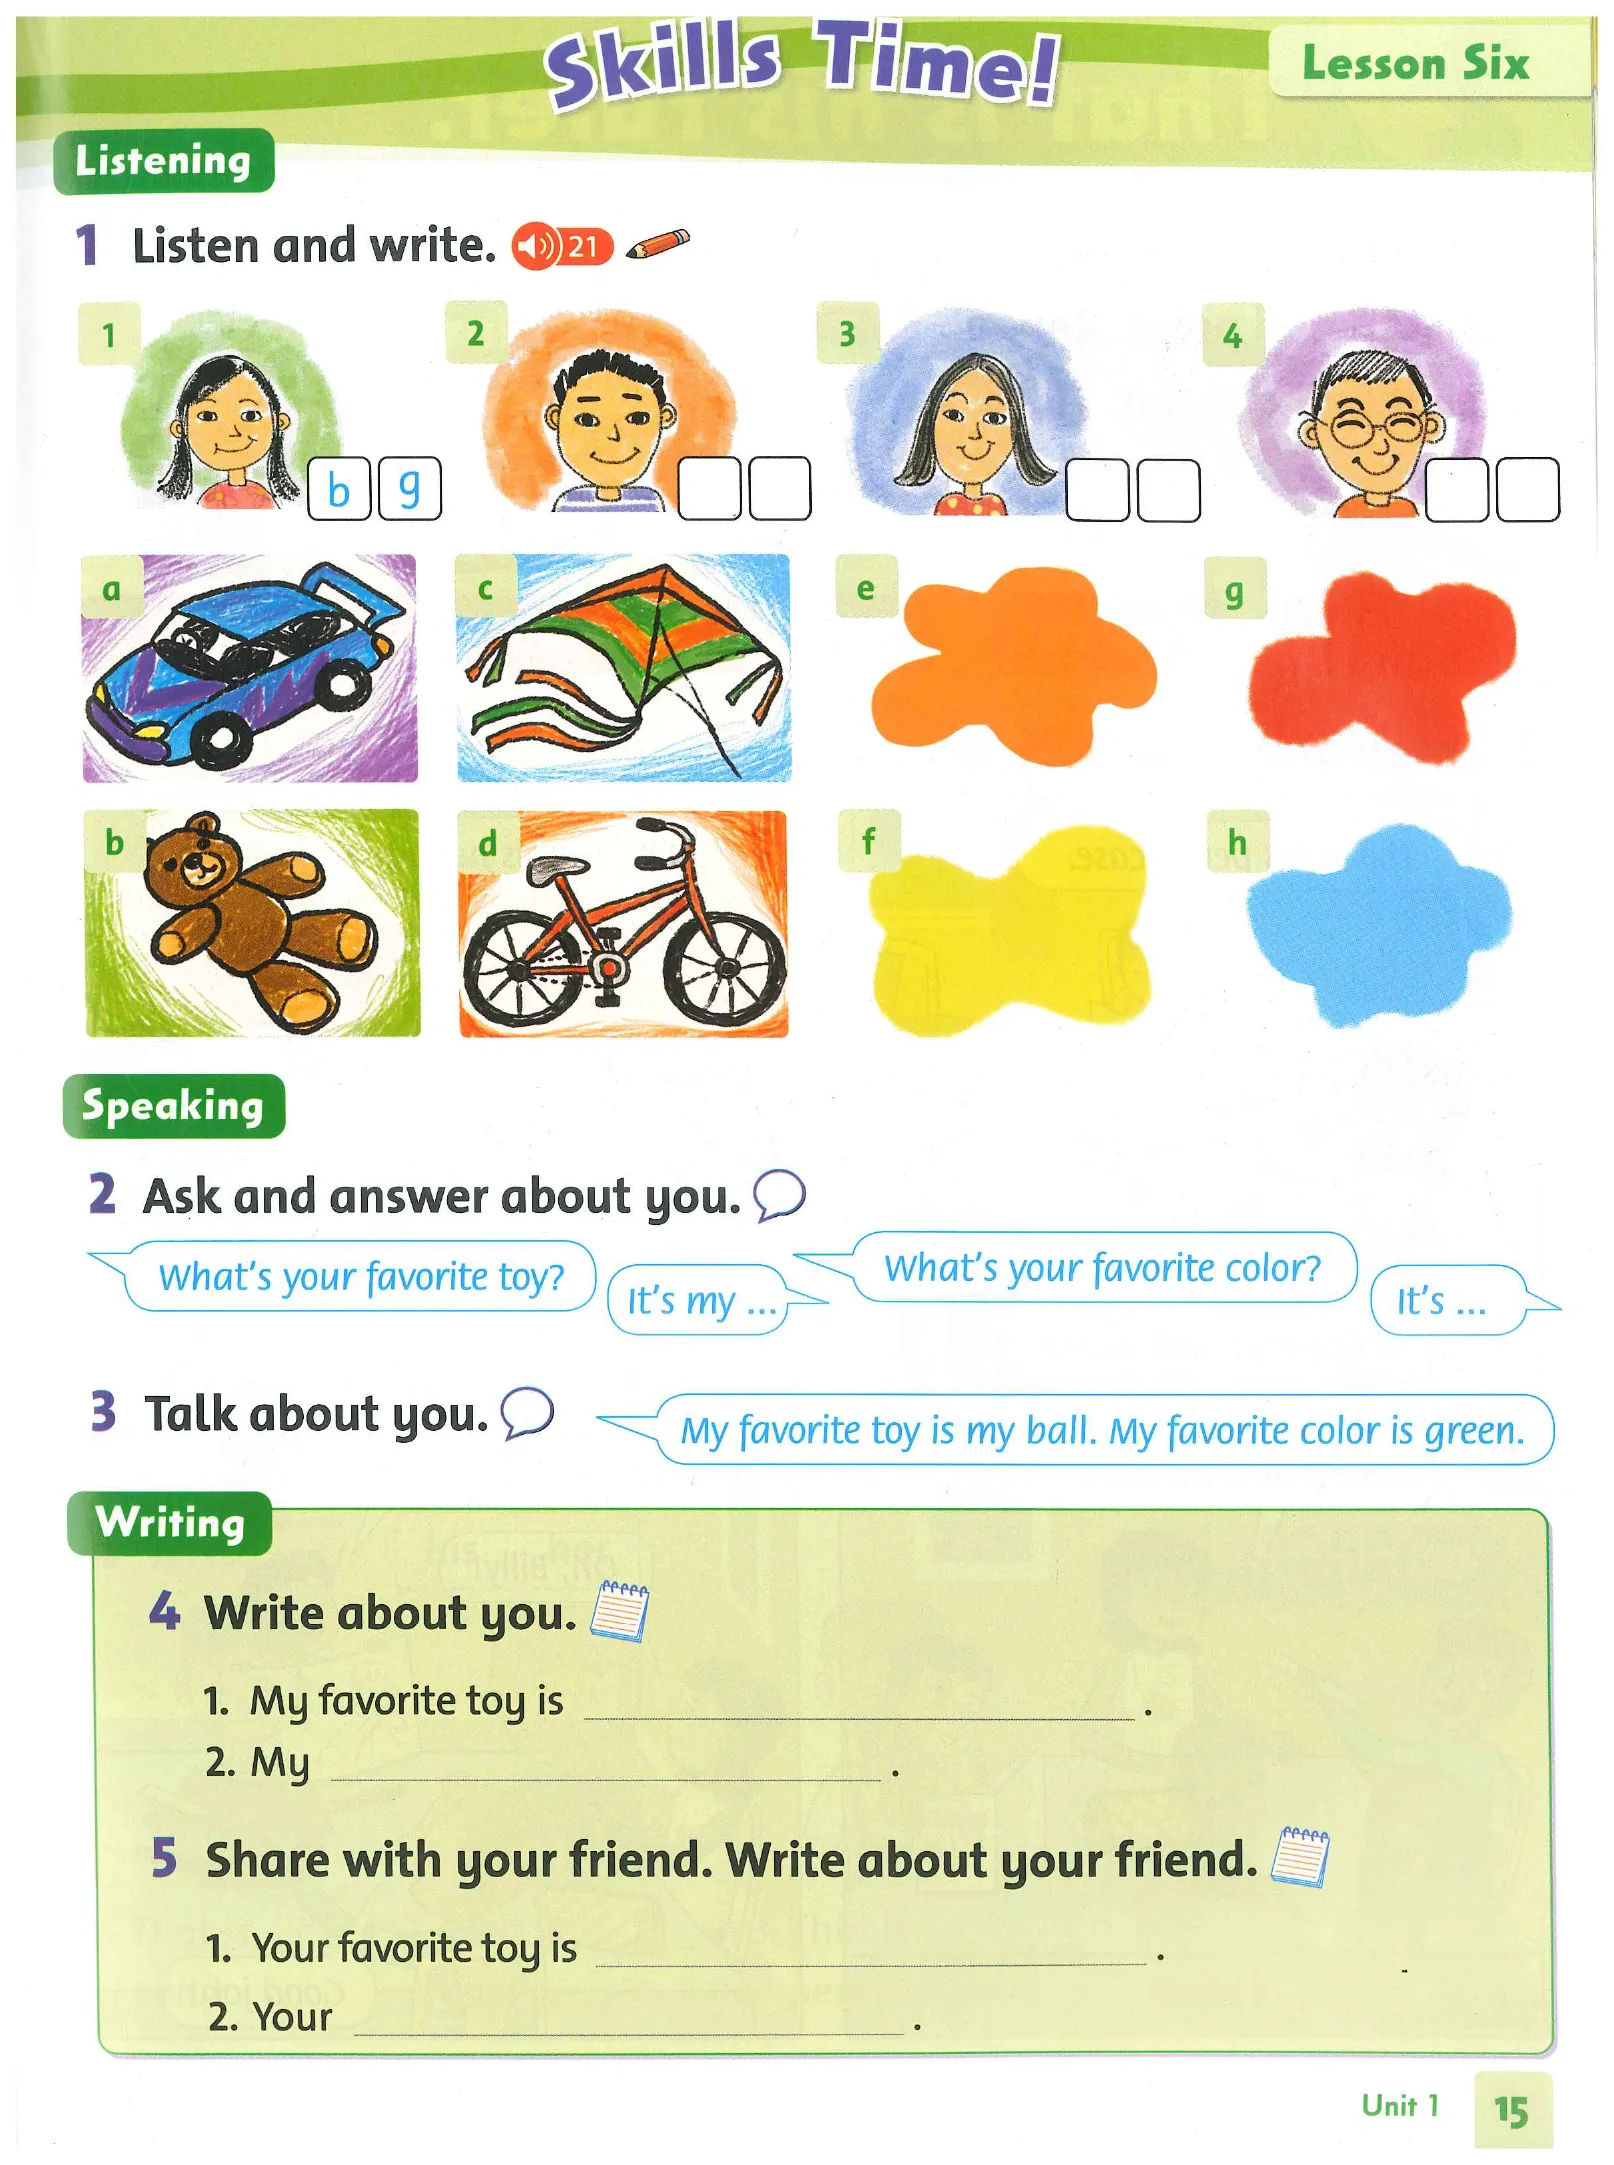 Skills Time!
Lesson Six
Listening
1 Listen and write. 21
1 2 3 4
b g
a c e g
b d f h
Speaking
2 Ask and answer about you.
What's your favorite toy? It's my ... What's your favorite color? It's ...
3 Talk about you. My favorite toy is my ball. My favorite color is green.
Writing
4 Write about you.
1. My favorite toy is ______ .
2. My ______ .
5 Share with your friend. Write about your friend.
1. Your favorite toy is ______ .
2. Your ______ .
Unit 1 15